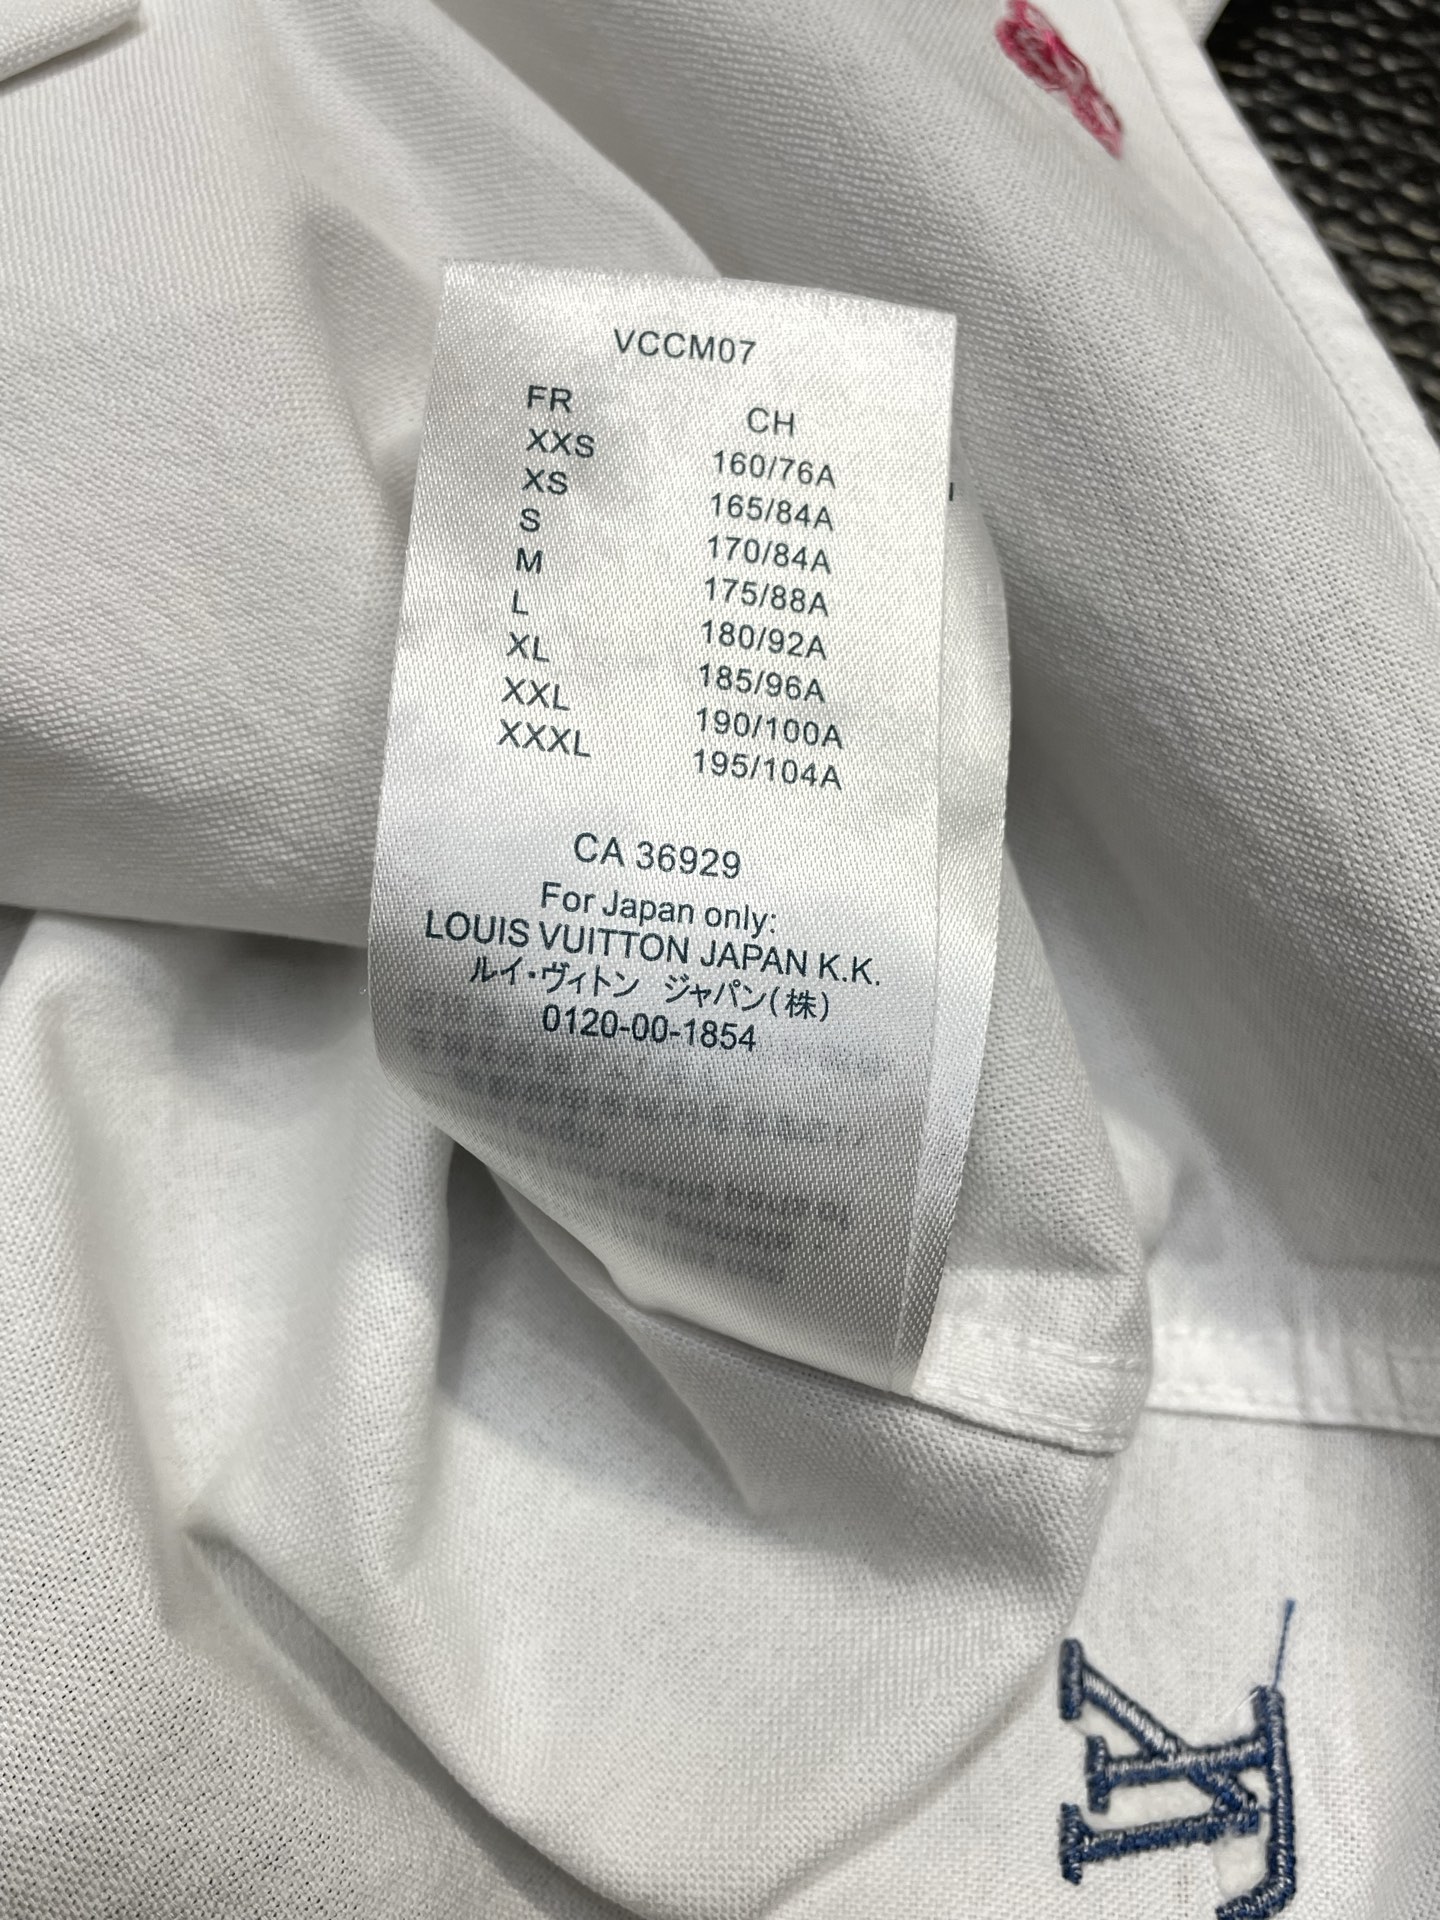 VCCM07
FR CH
XXS 160/76A
XS 165/84A
S 170/84A
M 175/88A
L 180/92A
XL 185/96A
XXL 190/100A
XXXL 195/104A
CA 36929
For Japan only:
LOUIS VUITTON JAPAN K.K.
ルイ・ヴィトン ジャパン(株)
0120-00-1854